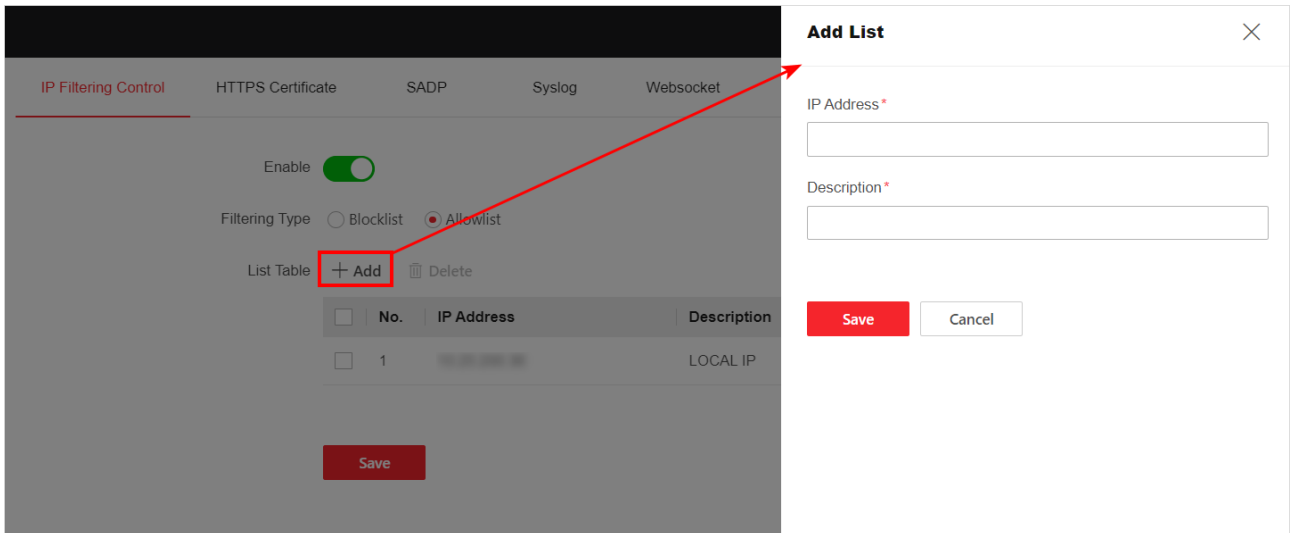 IP Filtering Control HTTPS Certificate SADP Syslog Websocket
Enable
Filtering Type Blocklist Allowlist
List Table + Add Delete
No. IP Address Description
1 LOCAL IP
Save
Add List
IP Address*
Description*
Save Cancel